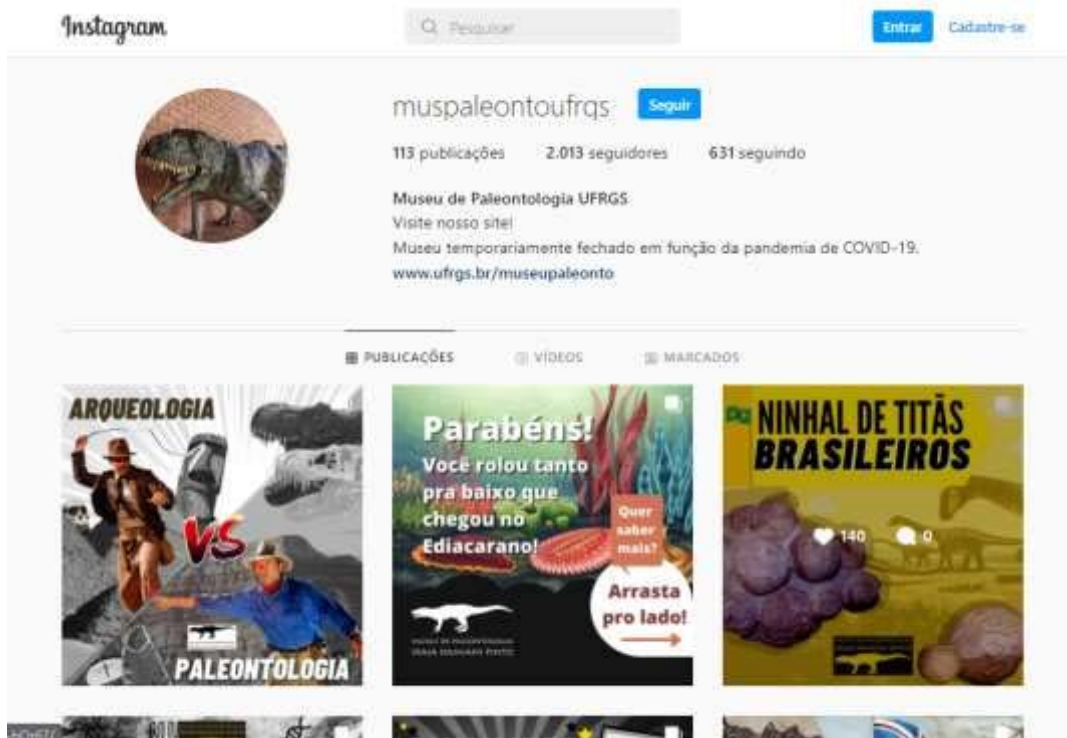 Instagram
Pesquisar
Entrar
Cadastre-se
muspaleontoufrgs
Seguir
113 publicações 2.013 seguidores 631 seguindo
Museu de Paleontologia UFRGS
Visite nosso site!
Museu temporariamente fechado em função da pandemia de COVID-19.
www.ufrgs.br/museupaleonto
PUBLICAÇÕES VÍDEOS MARCADOS
ARQUEOLOGIA
VS
PALEONTOLOGIA
Parabéns!
Você rolou tanto
pra baixo que
chegou no
Ediacarano!
Quer
saber
mais?
Arrasta
pro lado!
NINHAL DE TITÃS
BRASILEIROS
140 0